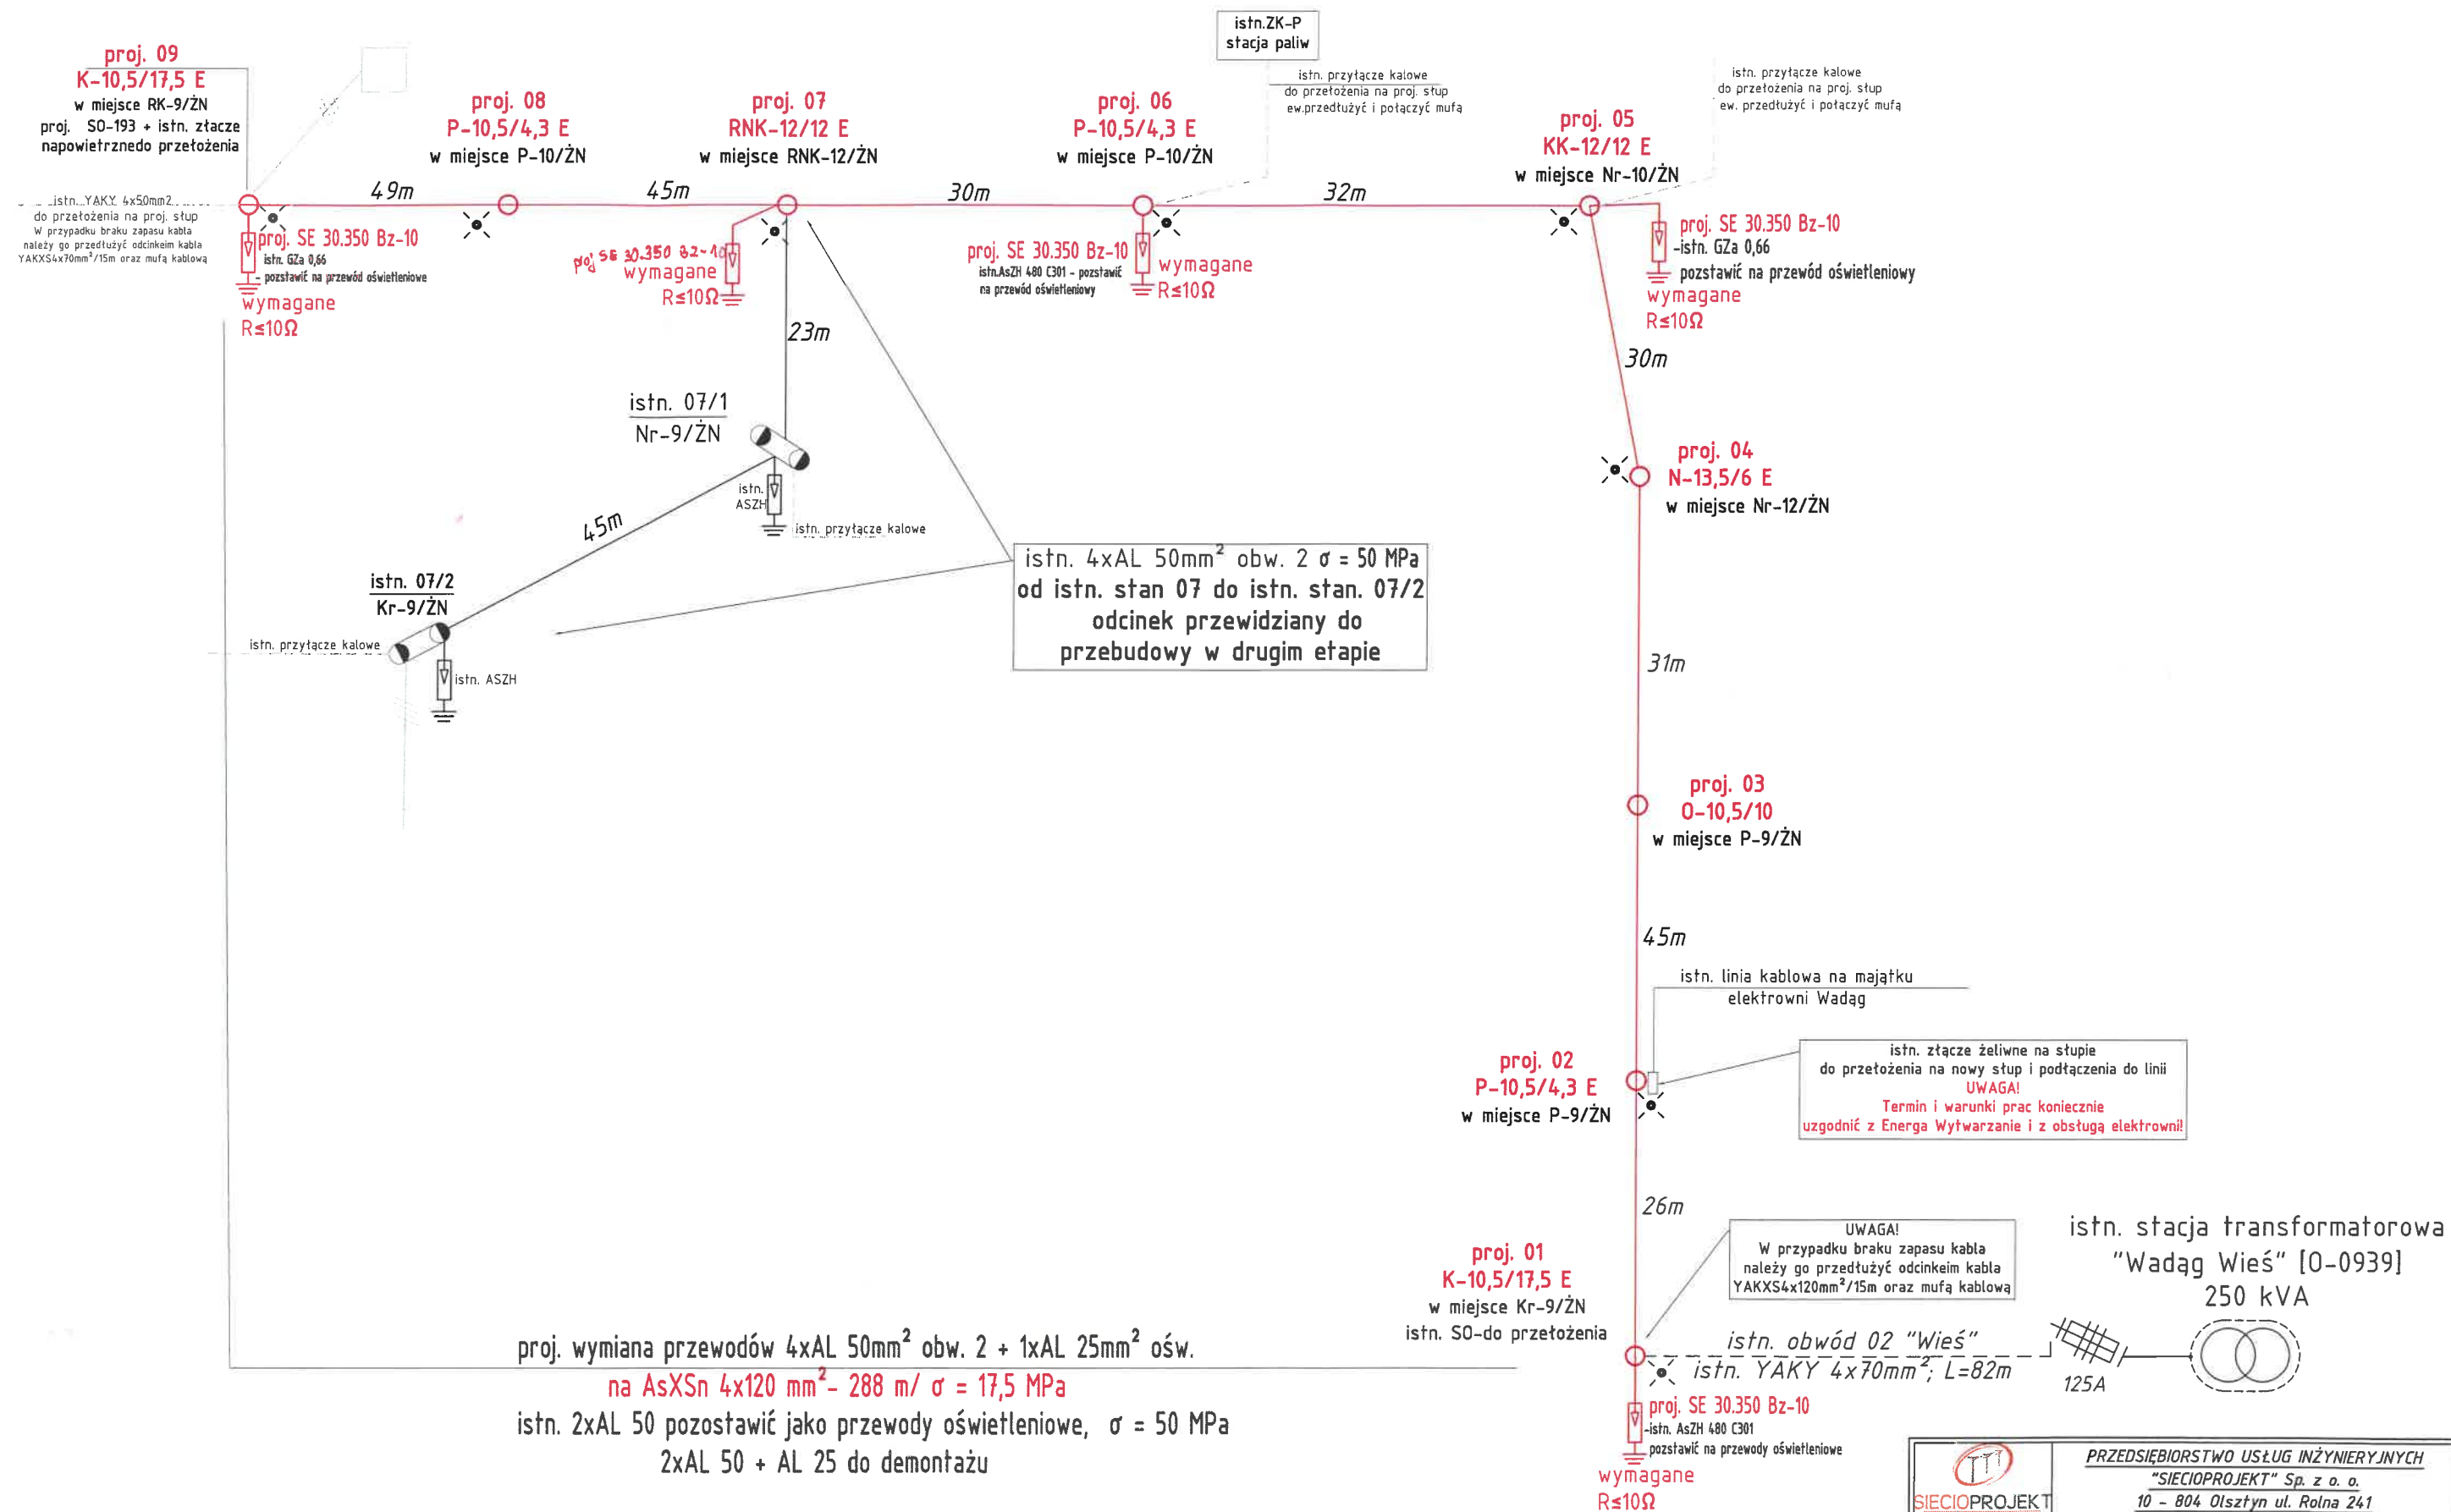 istn.ZK-P
stacja paliw
proj. 09
K-10,5/17,5 E
w miejsce RK-9/ŻN
proj. SO-193 + istn. złącze
napowietrznedo przełożenia
proj. 08
P-10,5/4,3 E
w miejsce P-10/ŻN
proj. 07
RNK-12/12 E
w miejsce RNK-12/ŻN
proj. 06
P-10,5/4,3 E
w miejsce P-10/ŻN
istn. przyłącze kalowe
do przełożenia na proj. słup
ew.przedłużyć i połączyć mufą
proj. 05
KK-12/12 E
w miejsce Nr-10/ŻN
istn. przyłącze kalowe
do przełożenia na proj. słup
ew. przedłużyć i połączyć mufą
49m
45m
30m
32m
istn. YAKY 4x50mm2
do przełożenia na proj. słup
W przypadku braku zapasu kabla
należy go przedłużyć odcinkeim kabla
YAKXS4x70mm²/15m oraz mufą kablową
proj. SE 30.350 Bz-10
istn. GZa 0,66
- pozstawić na przewód oświetleniowe
wymagane
R≤10Ω
proj SE 30.350 Bz-10
wymagane
R≤10Ω
proj. SE 30.350 Bz-10
istn.AsZH 480 C301 - pozstawić
na przewód oświetleniowy
wymagane
R≤10Ω
proj. SE 30.350 Bz-10
-istn. GZa 0,66
pozstawić na przewód oświetleniowy
wymagane
R≤10Ω
23m
30m
istn. 07/1
Nr-9/ŻN
istn.
ASZH
istn. przyłącze kalowe
45m
proj. 04
N-13,5/6 E
w miejsce Nr-12/ŻN
istn. 07/2
Kr-9/ŻN
istn. przyłącze kalowe
istn. ASZH
istn. 4xAL 50mm² obw. 2 σ = 50 MPa
od istn. stan 07 do istn. stan. 07/2
odcinek przewidziany do
przebudowy w drugim etapie
31m
proj. 03
O-10,5/10
w miejsce P-9/ŻN
45m
istn. linia kablowa na majątku
elektrowni Wadąg
proj. 02
P-10,5/4,3 E
w miejsce P-9/ŻN
istn. złącze żeliwne na słupie
do przełożenia na nowy słup i podłączenia do linii
UWAGA!
Termin i warunki prac koniecznie
uzgodnić z Energa Wytwarzanie i z obsługą elektrowni!
26m
proj. 01
K-10,5/17,5 E
w miejsce Kr-9/ŻN
istn. SO-do przełożenia
UWAGA!
W przypadku braku zapasu kabla
należy go przedłużyć odcinkeim kabla
YAKXS4x120mm²/15m oraz mufą kablową
istn. stacja transformatorowa
"Wadąg Wieś" [O-0939]
250 kVA
istn. obwód 02 "Wieś"
istn. YAKY 4x70mm²; L=82m
125A
proj. SE 30.350 Bz-10
-istn. AsZH 480 C301
pozstawić na przewody oświetleniowe
wymagane
R≤10Ω
proj. wymiana przewodów 4xAL 50mm² obw. 2 + 1xAL 25mm² ośw.
na AsXSn 4x120 mm²- 288 m/ σ = 17,5 MPa
istn. 2xAL 50 pozostawić jako przewody oświetleniowe, σ = 50 MPa
2xAL 50 + AL 25 do demontażu
SIECIOPROJEKT
PRZEDSIĘBIORSTWO USŁUG INŻYNIERYJNYCH
"SIECIOPROJEKT" Sp. z o. o.
10 - 804 Olsztyn ul. Rolna 241